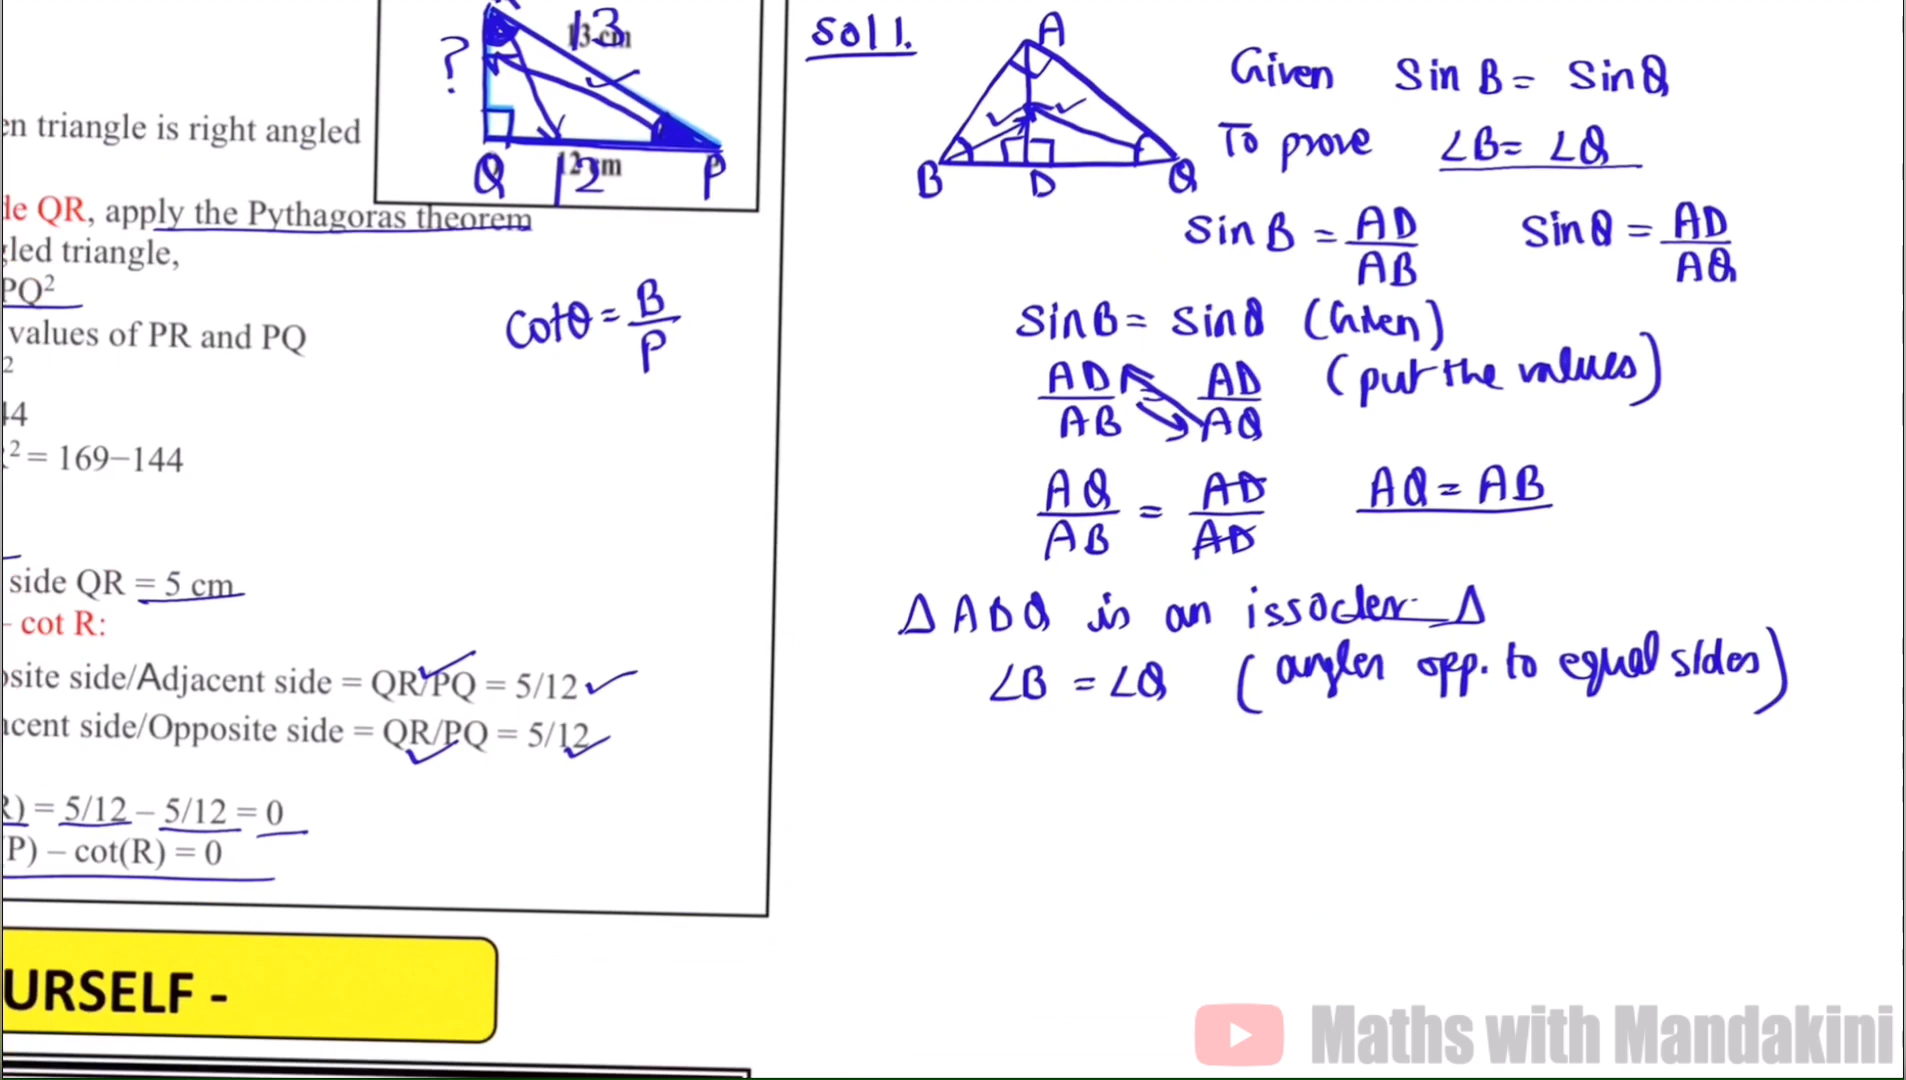 ?
13
13 cm
Q
12
12 cm
P
en triangle is right angled
de QR, apply the Pythagoras theorem
gled triangle,
PQ²
values of PR and PQ
2
44
² = 169−144
side QR = 5 cm
– cot R:
osite side/Adjacent side = QR/PQ = 5/12
acent side/Opposite side = QR/PQ = 5/12
R) = 5/12 – 5/12 = 0
P) – cot(R) = 0
Cotθ = B/P
URSELF -
Sol 1.
A
B
D
Q
Given Sin B = Sin Q
To prove ∠B = ∠Q
Sin B = AD/AB Sin Q = AD/AQ
Sin B = Sin Q (Given)
AD/AB = AD/AQ (put the values)
AQ/AB = AD/AD AQ = AB
Δ ABQ is an issocles Δ
∠B = ∠Q (angles opp. to equal sides)
Maths with Mandakini